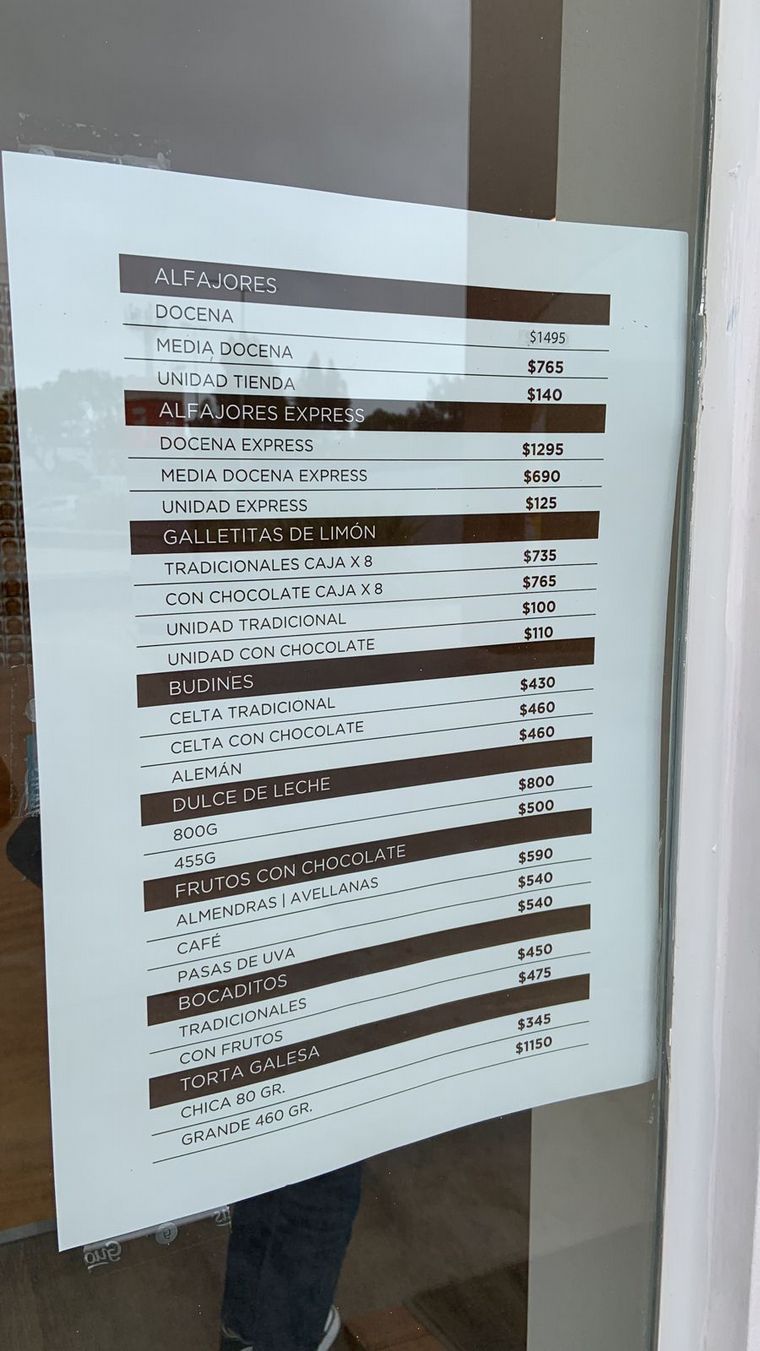 ALFAJORES
DOCENA $1495
MEDIA DOCENA $765
UNIDAD TIENDA $140
ALFAJORES EXPRESS
DOCENA EXPRESS $1295
MEDIA DOCENA EXPRESS $690
UNIDAD EXPRESS $125
GALLETITAS DE LIMÓN
TRADICIONALES CAJA X 8 $735
CON CHOCOLATE CAJA X 8 $765
UNIDAD TRADICIONAL $100
UNIDAD CON CHOCOLATE $110
BUDINES
CELTA TRADICIONAL $430
CELTA CON CHOCOLATE $460
ALEMÁN $460
DULCE DE LECHE
800G $800
455G $500
FRUTOS CON CHOCOLATE
ALMENDRAS | AVELLANAS $590
CAFÉ $540
PASAS DE UVA $540
BOCADITOS
TRADICIONALES $450
CON FRUTOS $475
TORTA GALESA
CHICA 80 GR. $345
GRANDE 460 GR. $1150